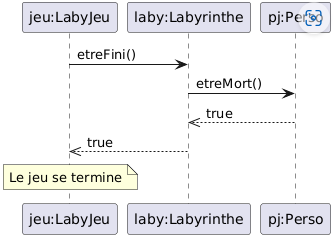 jeu:LabyJeu laby:Labyrinthe pj:Perso
etreFini()
etreMort()
true
true
Le jeu se termine
jeu:LabyJeu laby:Labyrinthe pj:Perso